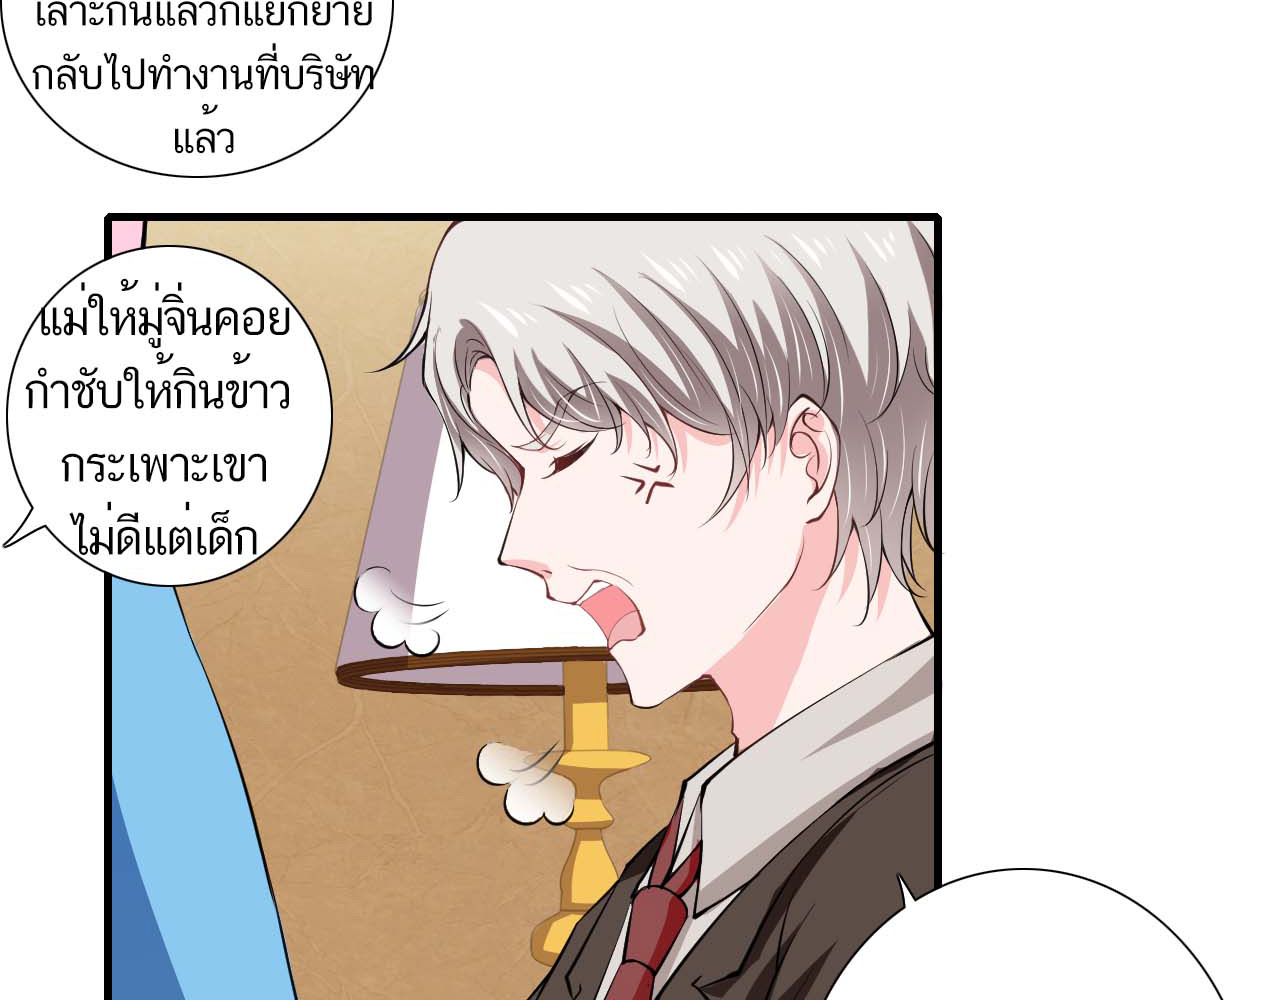 เลาะกันแล้วก็แยกย้าย
กลับไปทำงานที่บริษัท
แล้ว
แม่ให้มู่จิ่นคอย
กำชับให้กินข้าว
กระเพาะเขา
ไม่ดีแต่เด็ก